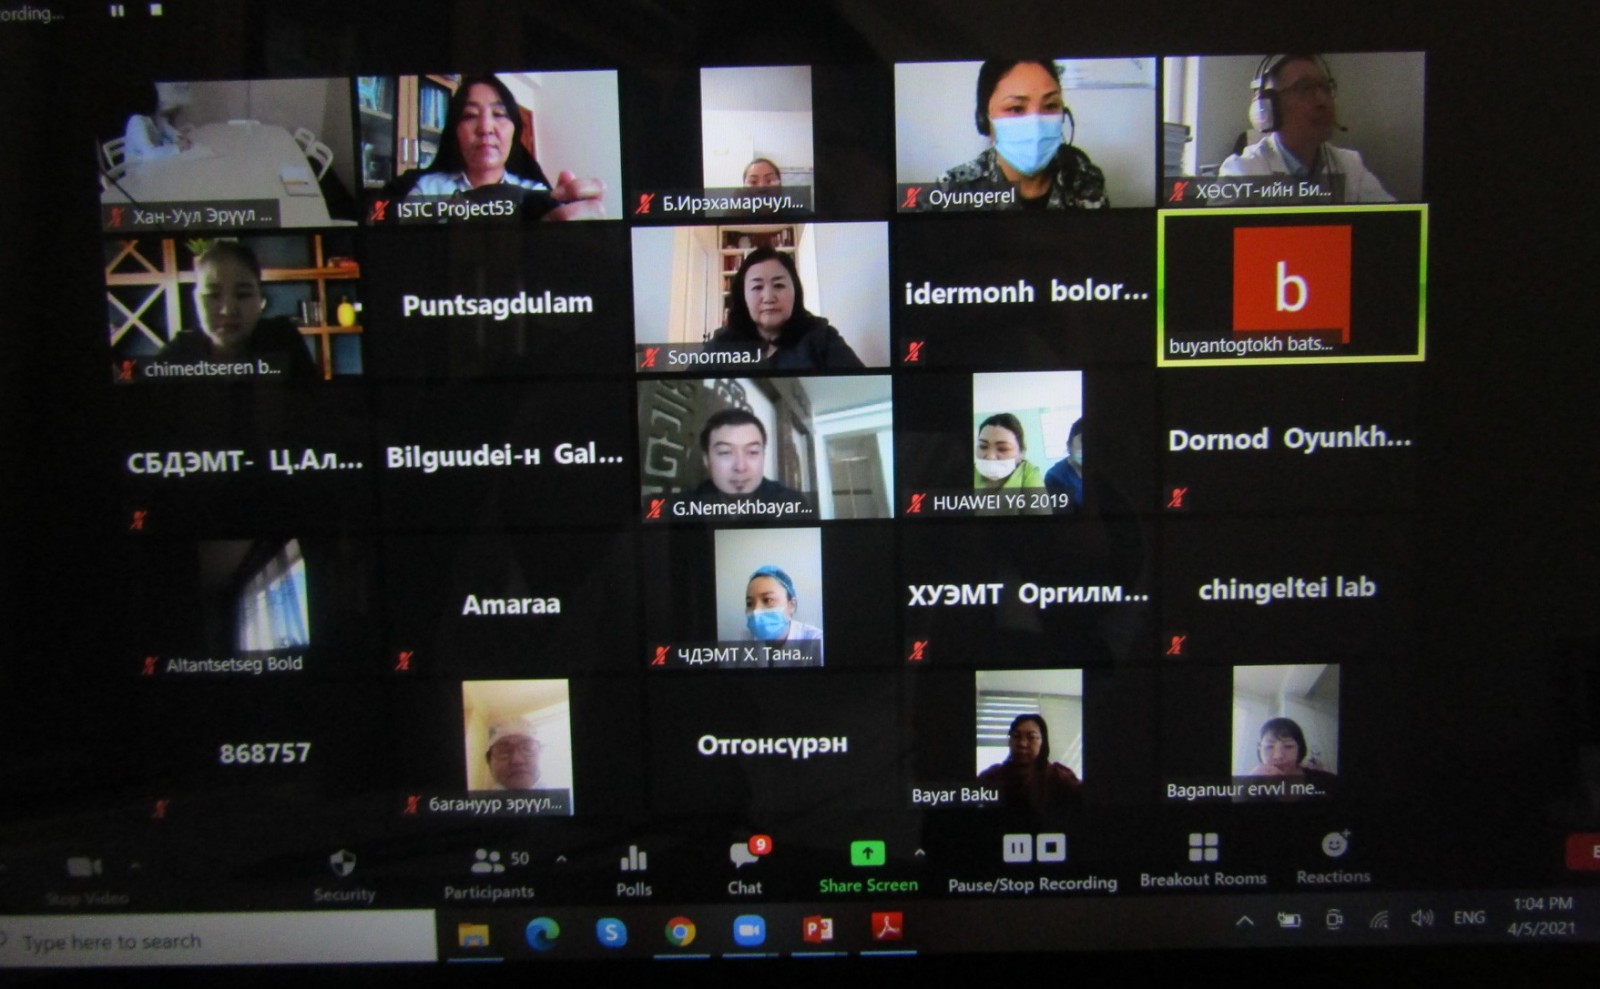 ording...
Хан-Уул Эрүүл ...
ISTC Project53
Б.Ирэхамарчул...
Oyungerel
ХӨСҮТ-ийн Би...
chimedtseren b...
Puntsagdulam
Sonormaa.J
idermonh bolor...
b
buyantogtokh bats...
СБДЭМТ- Ц.Ал...
Bilguudei-н Gal...
G.Nemekhbayar...
HUAWEI Y6 2019
Dornod Oyunkh...
Altantsetseg Bold
Amaraa
ЧДЭМТ Х. Тана...
ХУЭМТ Оргилм...
chingeltei lab
868757
багануур эрүүл...
Отгонсүрэн
Bayar Baku
Baganuur ervvl me...
50
9
Stop Video
Security
Participants
Polls
Chat
Share Screen
Pause/Stop Recording
Breakout Rooms
Reactions
E
Type here to search
ENG
1:04 PM
4/5/2021